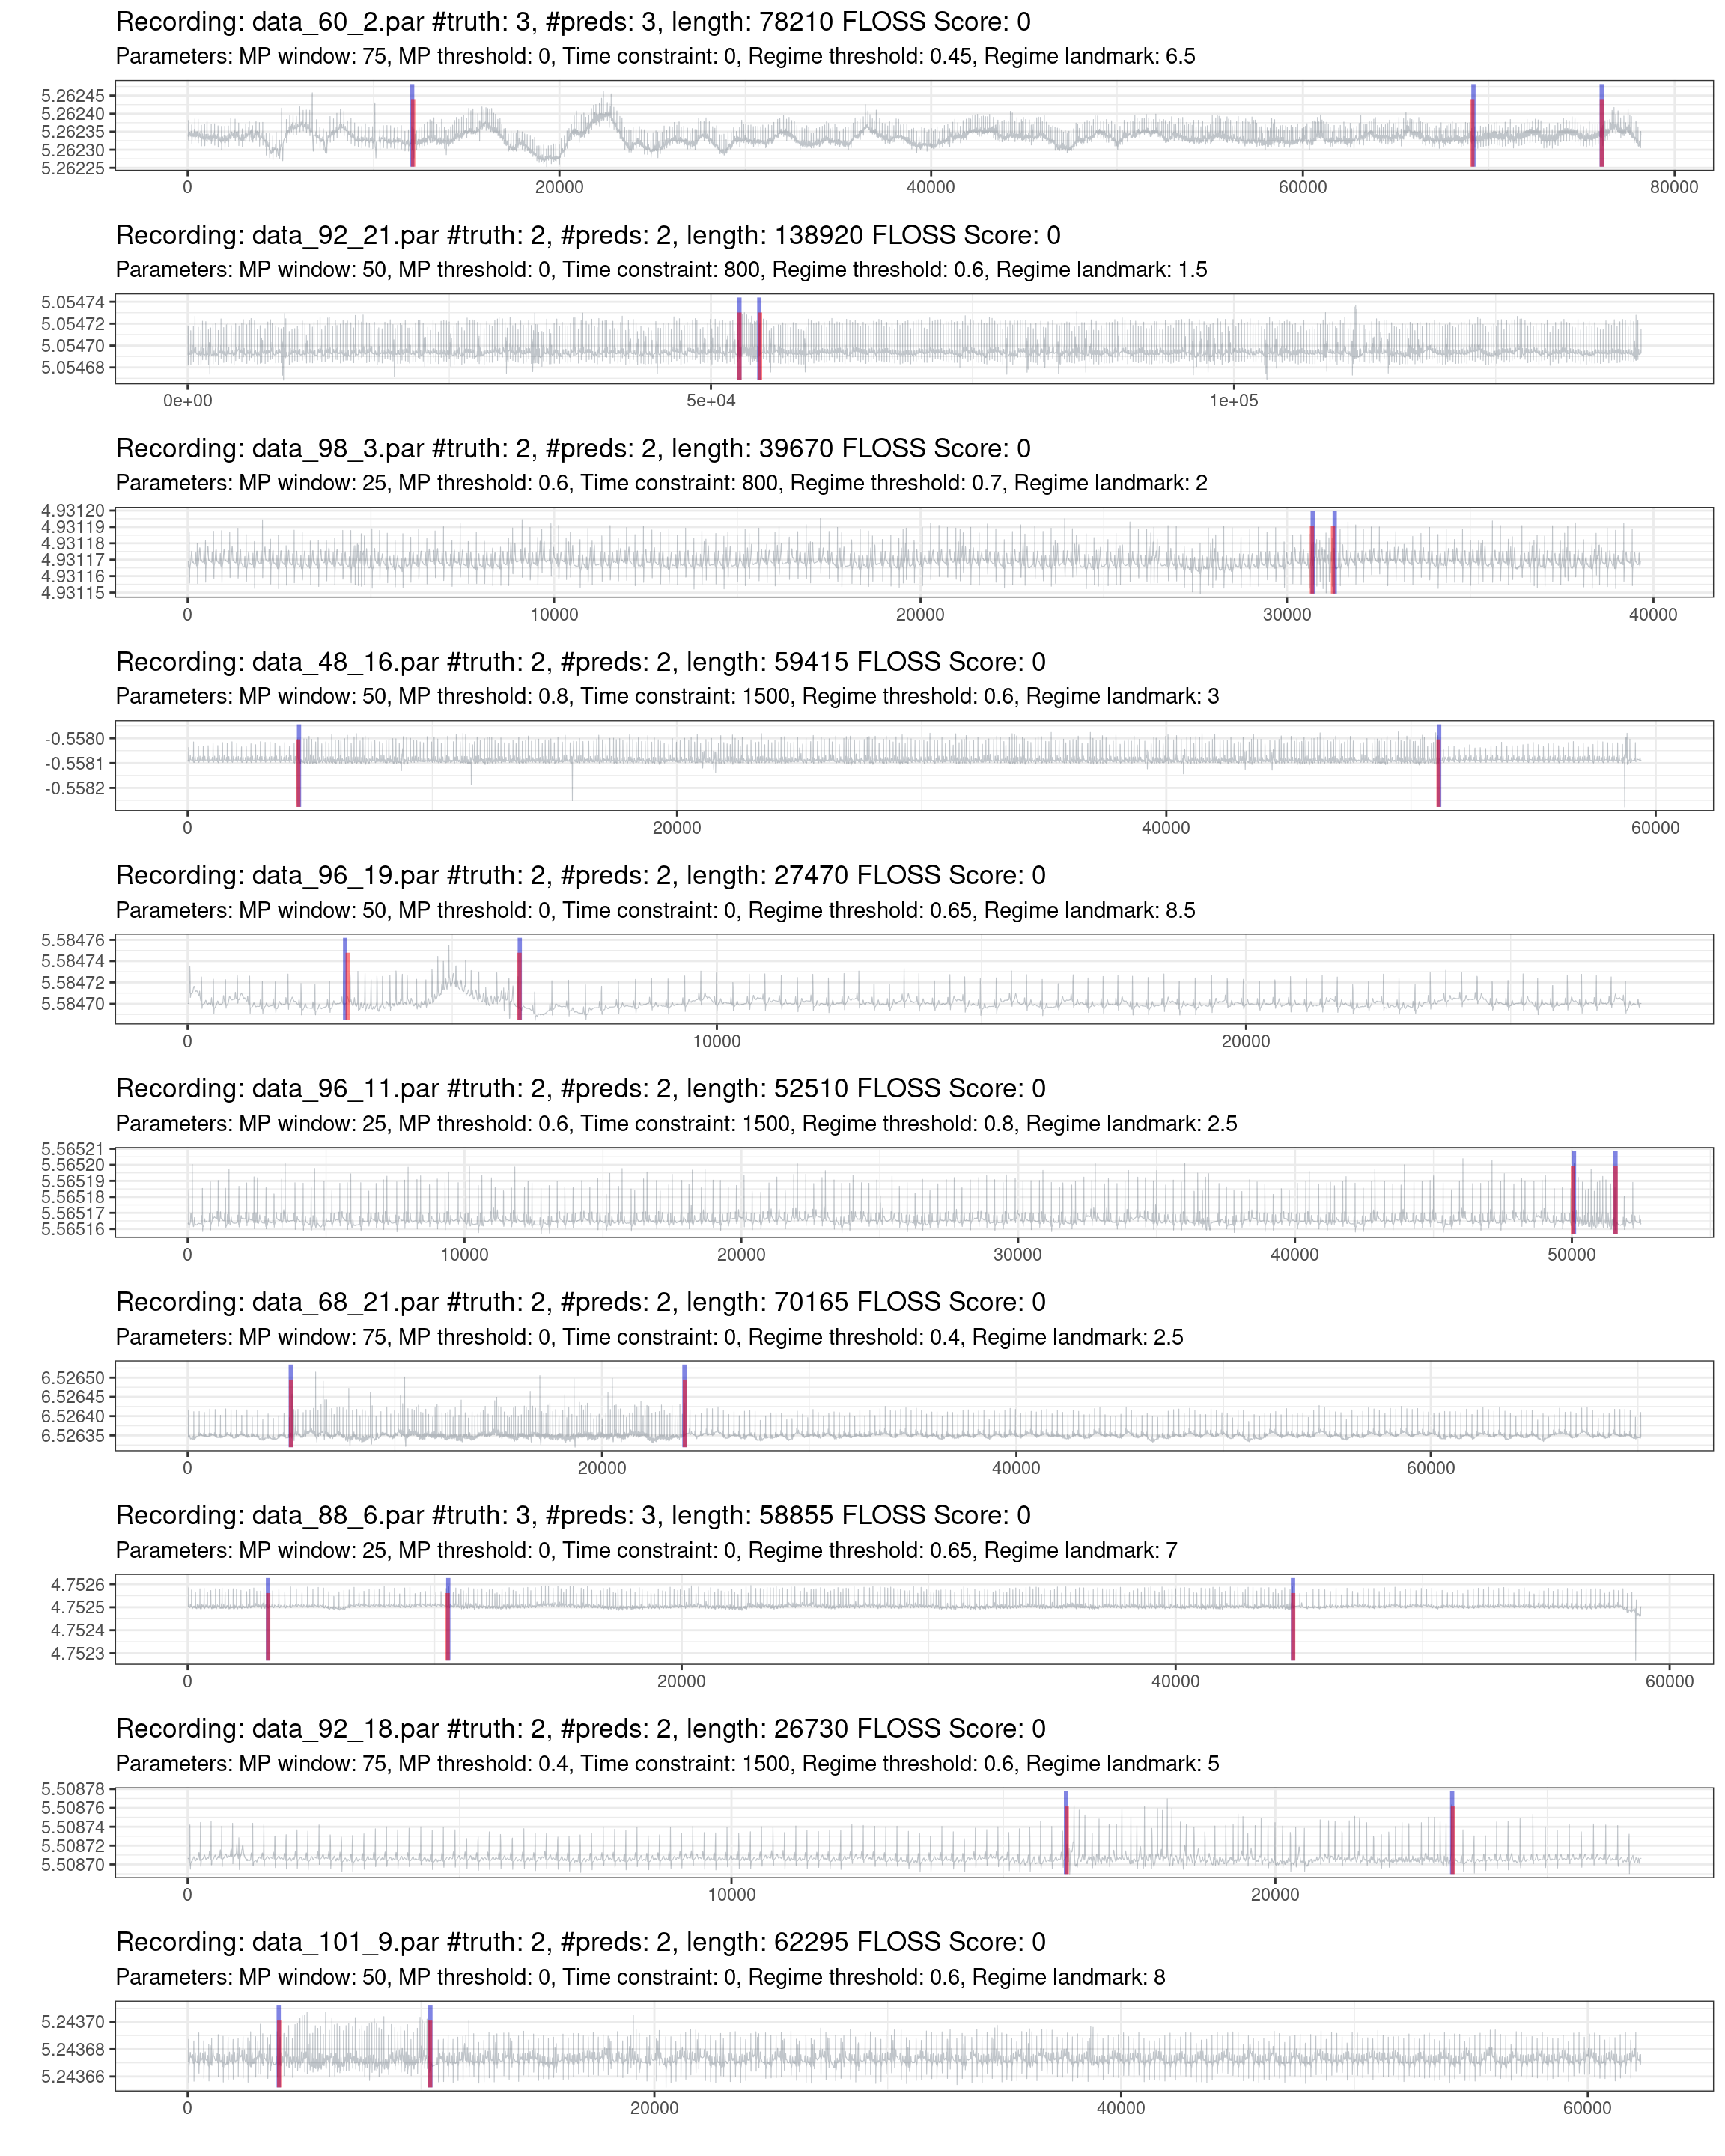 Recording: data_60_2.par #truth: 3, #preds: 3, length: 78210 FLOSS Score: 0
Parameters: MP window: 75, MP threshold: 0, Time constraint: 0, Regime threshold: 0.45, Regime landmark: 6.5
5.26245
5.26240
5.26235
5.26230
5.26225
0 20000 40000 60000 80000
Recording: data_92_21.par #truth: 2, #preds: 2, length: 138920 FLOSS Score: 0
Parameters: MP window: 50, MP threshold: 0, Time constraint: 800, Regime threshold: 0.6, Regime landmark: 1.5
5.05474
5.05472
5.05470
5.05468
0e+00 5e+04 1e+05
Recording: data_98_3.par #truth: 2, #preds: 2, length: 39670 FLOSS Score: 0
Parameters: MP window: 25, MP threshold: 0.6, Time constraint: 800, Regime threshold: 0.7, Regime landmark: 2
4.93120
4.93119
4.93118
4.93117
4.93116
4.93115
0 10000 20000 30000 40000
Recording: data_48_16.par #truth: 2, #preds: 2, length: 59415 FLOSS Score: 0
Parameters: MP window: 50, MP threshold: 0.8, Time constraint: 1500, Regime threshold: 0.6, Regime landmark: 3
-0.5580
-0.5581
-0.5582
0 20000 40000 60000
Recording: data_96_19.par #truth: 2, #preds: 2, length: 27470 FLOSS Score: 0
Parameters: MP window: 50, MP threshold: 0, Time constraint: 0, Regime threshold: 0.65, Regime landmark: 8.5
5.58476
5.58474
5.58472
5.58470
0 10000 20000
Recording: data_96_11.par #truth: 2, #preds: 2, length: 52510 FLOSS Score: 0
Parameters: MP window: 25, MP threshold: 0.6, Time constraint: 1500, Regime threshold: 0.8, Regime landmark: 2.5
5.56521
5.56520
5.56519
5.56518
5.56517
5.56516
0 10000 20000 30000 40000 50000
Recording: data_68_21.par #truth: 2, #preds: 2, length: 70165 FLOSS Score: 0
Parameters: MP window: 75, MP threshold: 0, Time constraint: 0, Regime threshold: 0.4, Regime landmark: 2.5
6.52650
6.52645
6.52640
6.52635
0 20000 40000 60000
Recording: data_88_6.par #truth: 3, #preds: 3, length: 58855 FLOSS Score: 0
Parameters: MP window: 25, MP threshold: 0, Time constraint: 0, Regime threshold: 0.65, Regime landmark: 7
4.7526
4.7525
4.7524
4.7523
0 20000 40000 60000
Recording: data_92_18.par #truth: 2, #preds: 2, length: 26730 FLOSS Score: 0
Parameters: MP window: 75, MP threshold: 0.4, Time constraint: 1500, Regime threshold: 0.6, Regime landmark: 5
5.50878
5.50876
5.50874
5.50872
5.50870
0 10000 20000
Recording: data_101_9.par #truth: 2, #preds: 2, length: 62295 FLOSS Score: 0
Parameters: MP window: 50, MP threshold: 0, Time constraint: 0, Regime threshold: 0.6, Regime landmark: 8
5.24370
5.24368
5.24366
0 20000 40000 60000